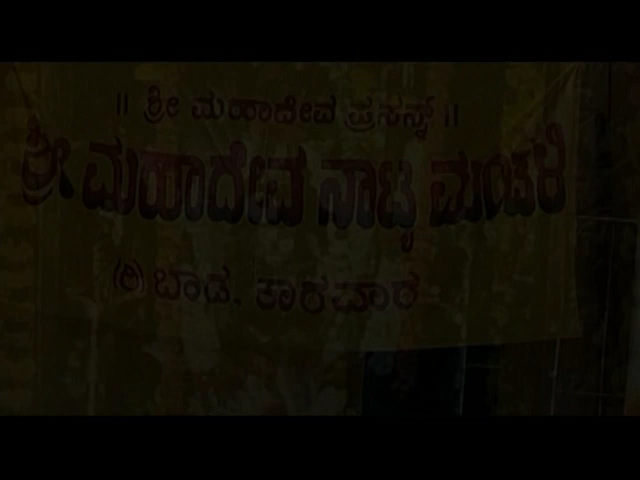 ॥ ಶ್ರೀ ಮಹಾದೇವ ಪ್ರಸನ್ನ ॥
ಶ್ರೀ ಮಹಾದೇವ ನಾಟ್ಯ ಮಂಡಳಿ
(ರಿ) ಬಾಡ, ಕಾರವಾರ